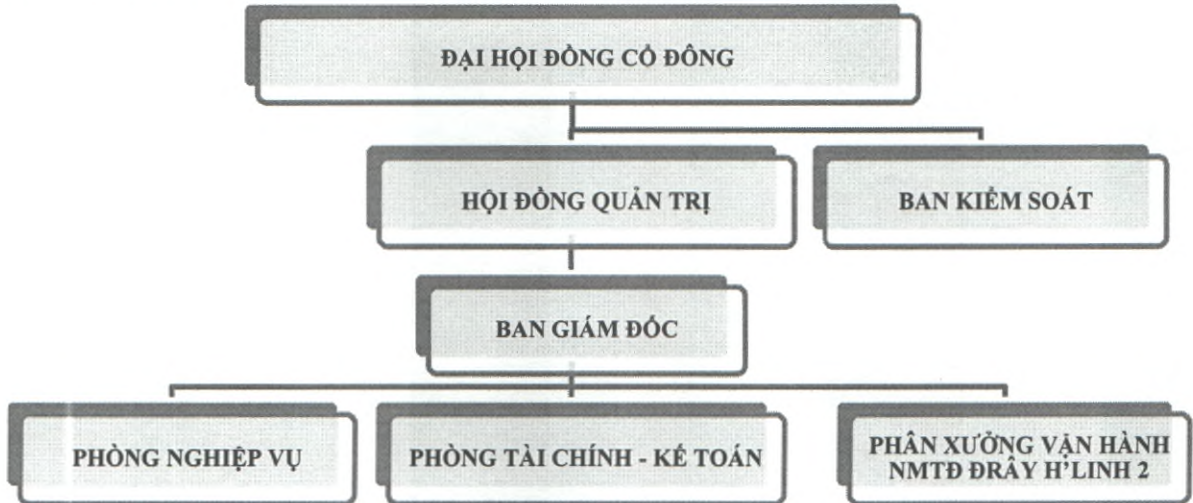 ĐẠI HỘI ĐỒNG CỔ ĐÔNG
HỘI ĐỒNG QUẢN TRỊ
BAN KIỂM SOÁT
BAN GIÁM ĐỐC
PHÒNG NGHIỆP VỤ
PHÒNG TÀI CHÍNH - KẾ TOÁN
PHÂN XƯỞNG VẬN HÀNH
NMTĐ ĐRÂY H'LINH 2